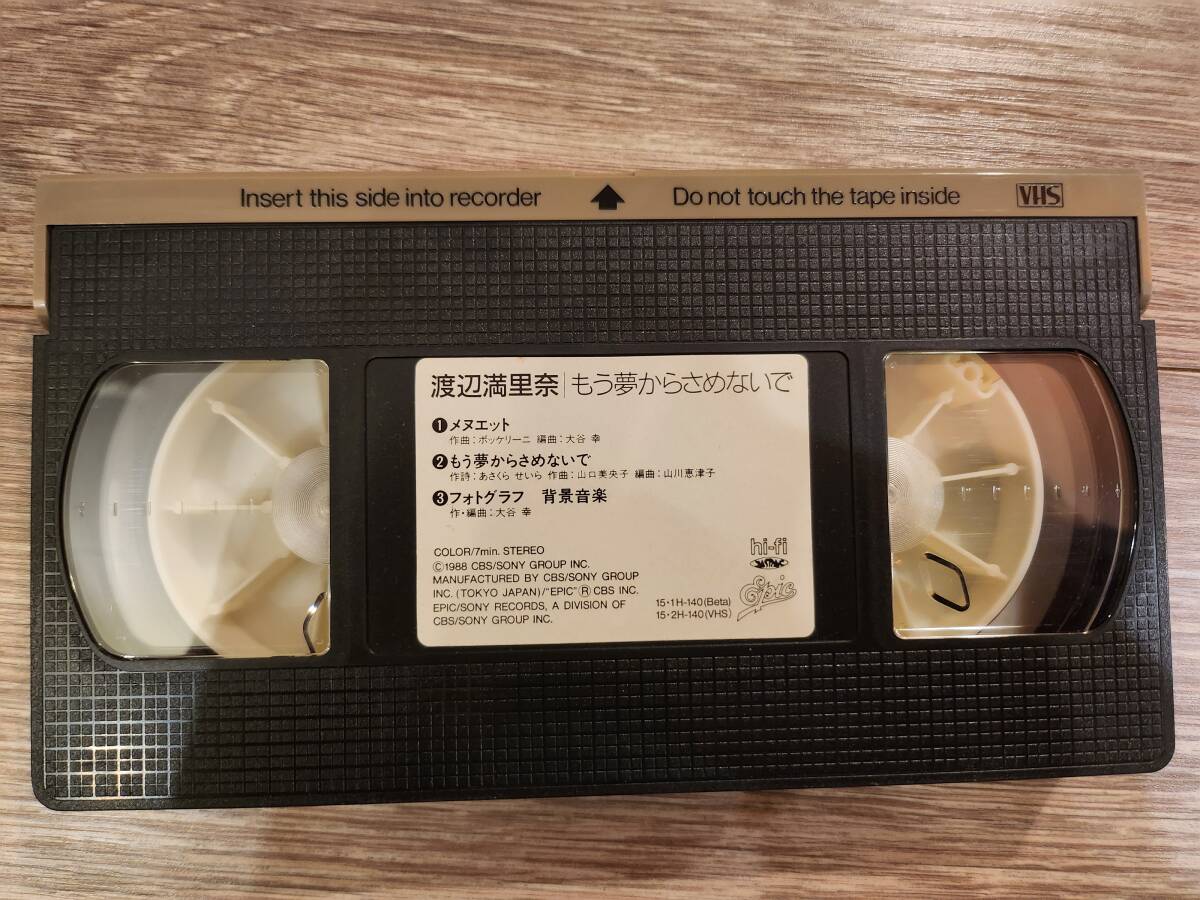 Insert this side into recorder
Do not touch the tape inside
VHS
渡辺満里奈|もう夢からさめないで
❶メヌエット
作曲:ボッケリーニ 編曲:大谷 幸
❷もう夢からさめないで
作詩:あさくら せいら 作曲:山口美央子 編曲:山川恵津子
❸フォトグラフ 背景音楽
作・編曲:大谷 幸
COLOR/7min. STEREO
©1988 CBS/SONY GROUP INC.
MANUFACTURED BY CBS/SONY GROUP
INC. (TOKYO JAPAN)/"EPIC" Ⓡ CBS INC.
EPIC/SONY RECORDS, A DIVISION OF
CBS/SONY GROUP INC.
hi-fi
JASRAC
Epic
15・1H-140(Beta)
15・2H-140(VHS)